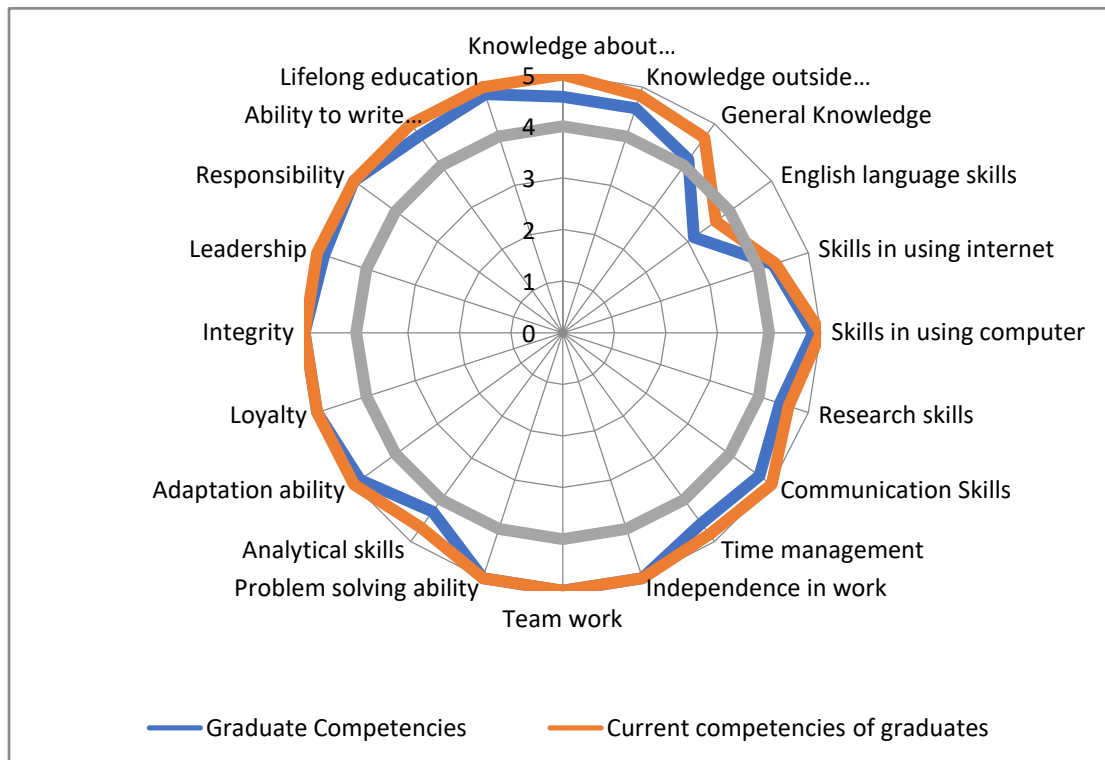 Knowledge about…
Lifelong education
5
Knowledge outside…
Ability to write…
4
General Knowledge
Responsibility
3
English language skills
Leadership
2
Skills in using internet
1
Integrity
0
Skills in using computer
Loyalty
Research skills
Adaptation ability
Communication Skills
Analytical skills
Time management
Problem solving ability
Independence in work
Team work
Graduate Competencies
Current competencies of graduates